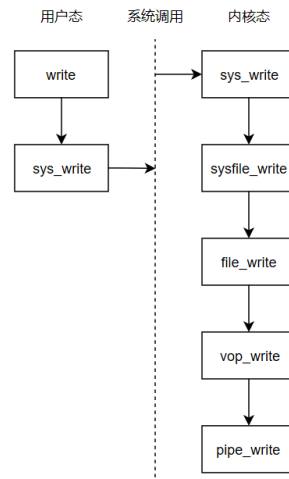 用户态
系统调用
内核态
write
sys_write
sys_write
sysfile_write
file_write
vop_write
pipe_write